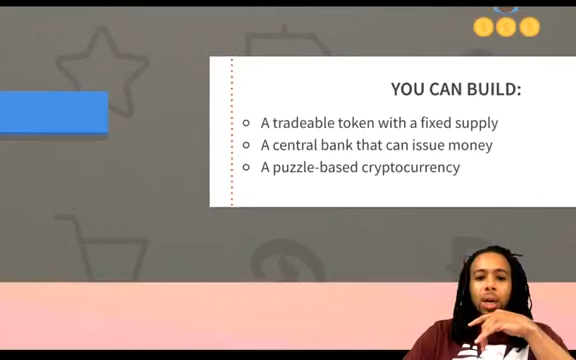 YOU CAN BUILD:
A tradeable token with a fixed supply
A central bank that can issue money
A puzzle-based cryptocurrency